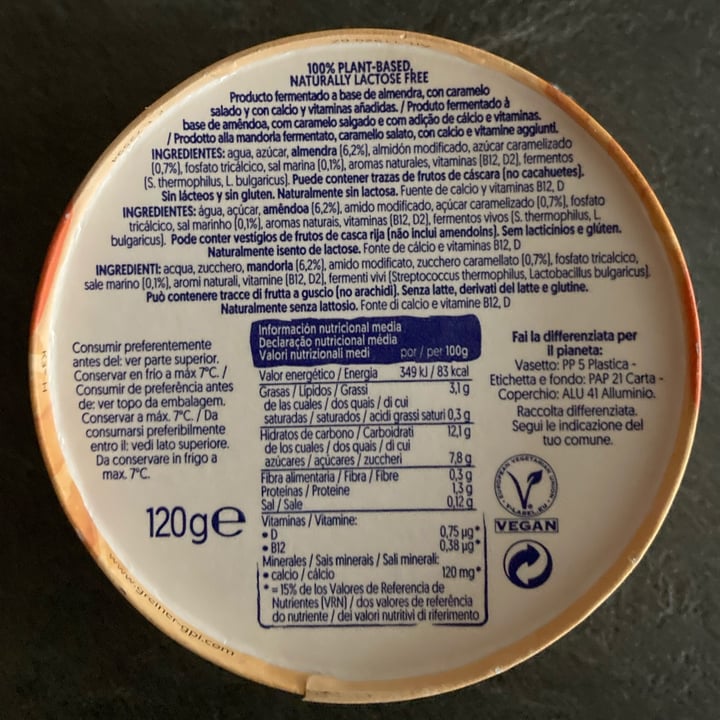 100% PLANT-BASED,
NATURALLY LACTOSE FREE
Producto fermentado a base de almendra, con caramelo
salado y con calcio y vitaminas añadidas. / Produto fermentado à
base de amêndoa, com caramelo salgado e com adição de cálcio e vitaminas.
/ Prodotto alla mandorla fermentato, caramello salato, con calcio e vitamine aggiunti.
INGREDIENTES: agua, azúcar, almendra (6,2%), almidón modificado, azúcar caramelizado
(0,7%), fosfato tricálcico, sal marina (0,1%), aromas naturales, vitaminas (B12, D2), fermentos
(S. thermophilus, L. bulgaricus). Puede contener trazas de frutos de cáscara (no cacahuetes).
Sin lácteos y sin gluten. Naturalmente sin lactosa. Fuente de calcio y vitaminas B12, D
INGREDIENTES: água, açúcar, amêndoa (6,2%), amido modificado, açúcar caramelizado (0,7%), fosfato
tricálcico, sal marinho (0,1%), aromas naturais, vitaminas (B12, D2), fermentos vivos (S. thermophilus, L.
bulgaricus). Pode conter vestígios de frutos de casca rija (não inclui amendoins). Sem lacticínios e glúten.
Naturalmente isento de lactose. Fonte de cálcio e vitaminas B12, D
INGREDIENTI: acqua, zucchero, mandorla (6,2%), amido modificato, zucchero caramellato (0,7%), fosfato tricalcico,
sale marino (0,1%), aromi naturali, vitamine (B12, D2), fermenti vivi (Streptococcus thermophilus, Lactobacillus bulgaricus).
Può contenere tracce di frutta a guscio (no arachidi). Senza latte, derivati del latte e glutine.
Naturalmente senza lattosio. Fonte di calcio e vitamine B12, D
Consumir preferentemente
antes del: ver parte superior.
Conservar en frío a máx 7°C. /
Consumir de preferência antes
de: ver topo da embalagem.
Conservar a máx. 7°C. / Da
consumarsi preferibilmente
entro il: vedi lato superiore.
Da conservare in frigo a
max. 7°C.
120g℮
Información nutricional media
Declaração nutricional média
Valori nutrizionali medi por / per 100g
Valor energético / Energia 349 kJ / 83 kcal
Grasas / Lípidos / Grassi 3,1 g
de las cuales / dos quais / di cui
saturadas / saturados / acidi grassi saturi 0,3 g
Hidratos de carbono / Carboidrati 12,1 g
de los cuales / dos quais / di cui
azúcares / açúcares / zuccheri 7,8 g
Fibra alimentaria / Fibra / Fibre 0,3 g
Proteínas / Proteine 1,3 g
Sal / Sale 0,12 g
Vitaminas / Vitamine:
• D 0,75 µg*
• B12 0,38 µg*
Minerales / Sais minerais / Sali minerali:
• calcio / cálcio 120 mg*
* = 15% de los Valores de Referencia de
Nutrientes (VRN) / dos valores de referência
do nutriente / dei valori nutritivi di riferimento
Fai la differenziata per
il pianeta:
Vasetto: PP 5 Plastica -
Etichetta e fondo: PAP 21 Carta -
Coperchio: ALU 41 Alluminio.
Raccolta differenziata.
Segui le indicazione del
tuo comune.
EUROPEAN VEGETARIAN UNION
V-LABEL.EU
VEGAN
www.greiner-gpi.com